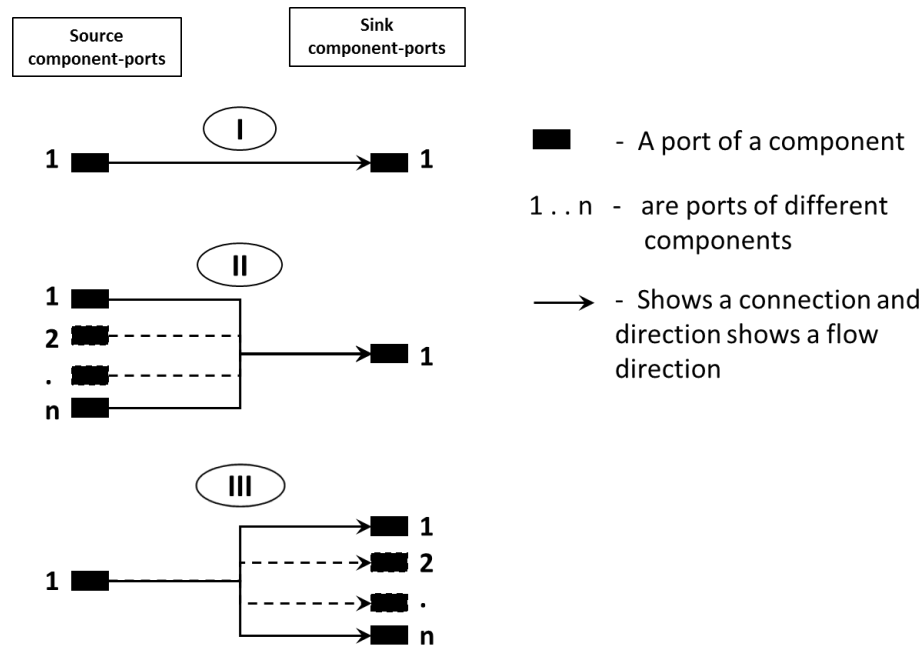 Source
component-ports
Sink
component-ports
I
1
1
- A port of a component
1 . . n - are ports of different
components
II
1
2
.
n
1
- Shows a connection and
direction shows a flow
direction
III
1
1
2
.
n